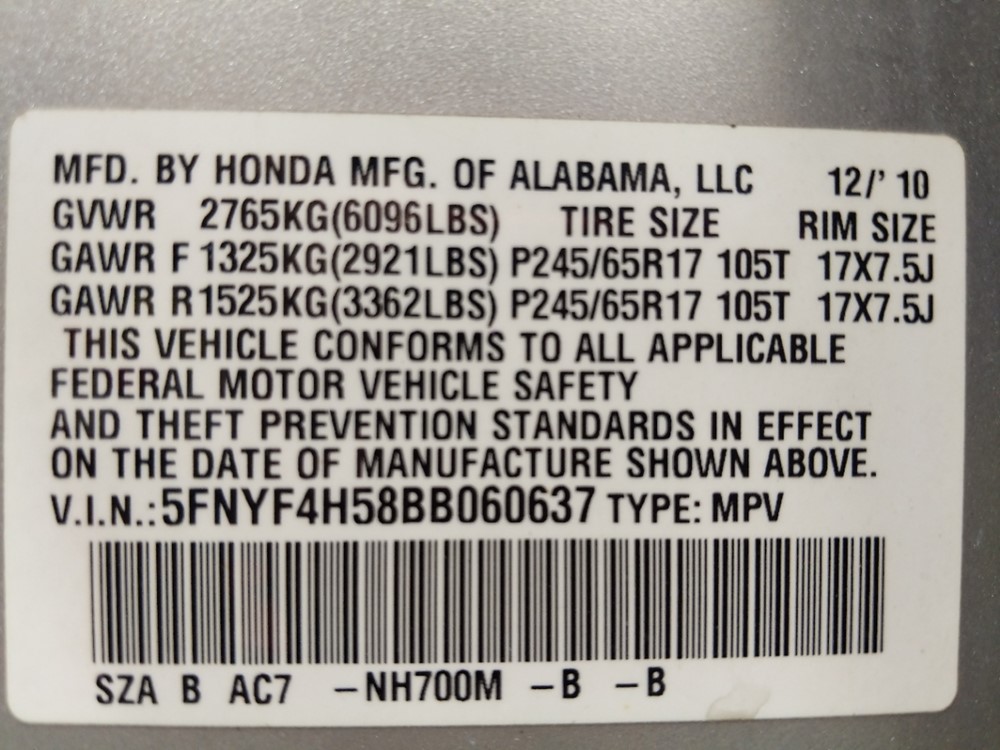 MFD. BY HONDA MFG. OF ALABAMA, LLC 12/' 10
GVWR 2765KG(6096LBS) TIRE SIZE RIM SIZE
GAWR F 1325KG(2921LBS) P245/65R17 105T 17X7.5J
GAWR R1525KG(3362LBS) P245/65R17 105T 17X7.5J
THIS VEHICLE CONFORMS TO ALL APPLICABLE
FEDERAL MOTOR VEHICLE SAFETY
AND THEFT PREVENTION STANDARDS IN EFFECT
ON THE DATE OF MANUFACTURE SHOWN ABOVE.
V.I.N.:5FNYF4H58BB060637 TYPE: MPV
SZA B AC7 -NH700M -B -B